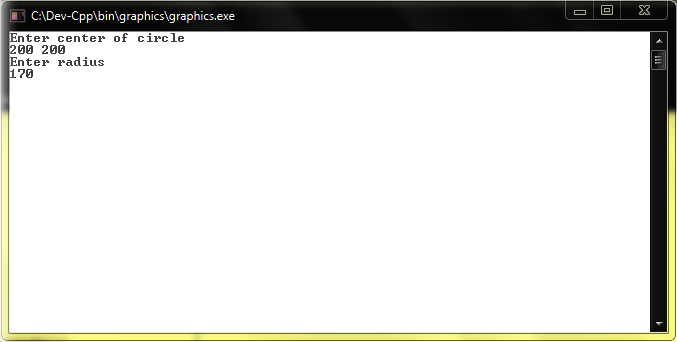 C:\Dev-Cpp\bin\graphics\graphics.exe
Enter center of circle
200 200
Enter radius
170